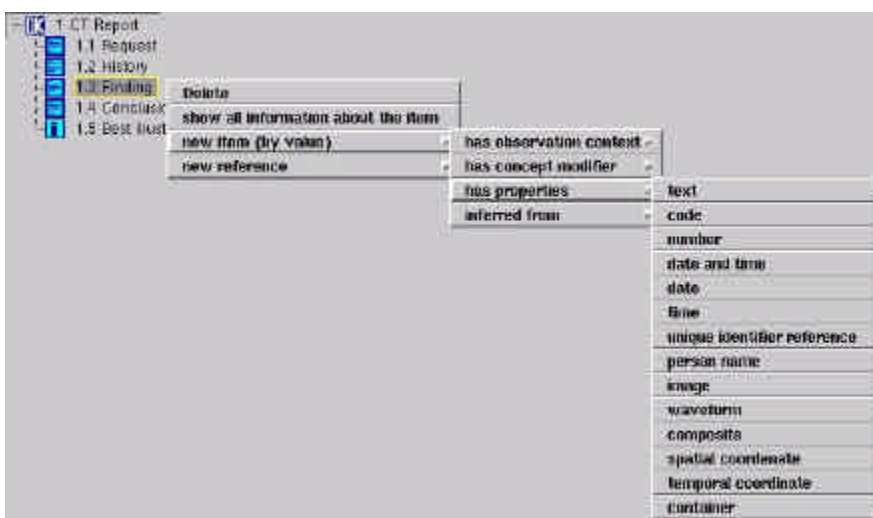 1 CT Report
1.1 Request
1.2 History
1.3 Finding
1.4 Conclusi
1.5 Best Illust
Delete
show all information about the item
new item (by value)
new reference
has observation context
has concept modifier
has properties
inferred from
text
code
number
date and time
date
time
unique identifier reference
person name
image
waveform
composite
spatial coordenate
temporal coordinate
container